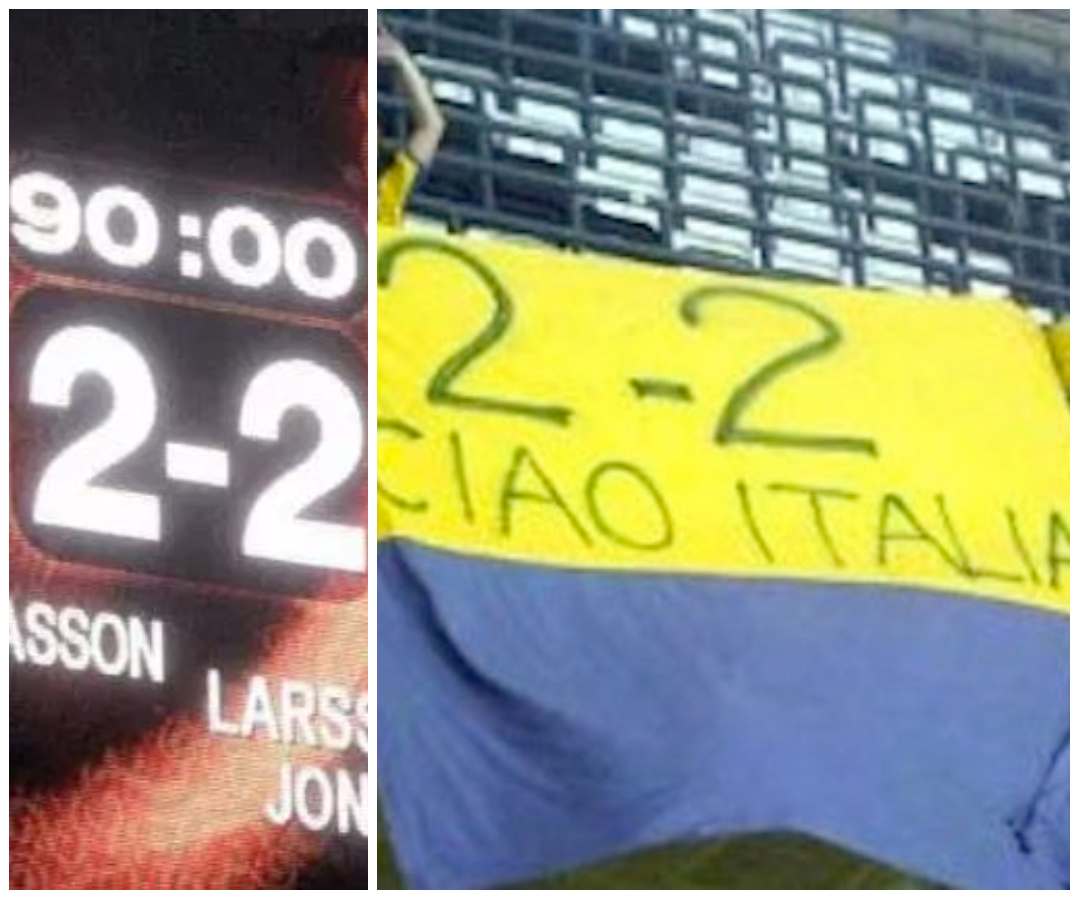 90:00
2-2
ASSON
LARSS
JON
2-2
CIAO ITALIA